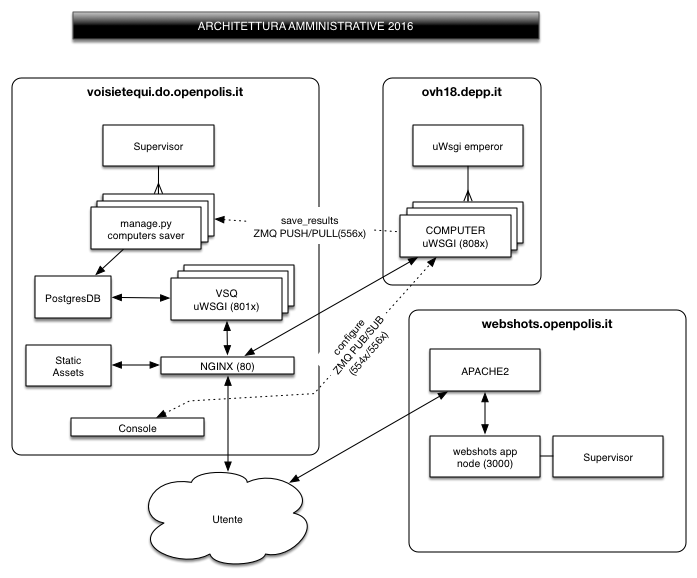 ARCHITETTURA AMMINISTRATIVE 2016
voisietequi.do.openpolis.it
Supervisor
manage.py
computers saver
PostgresDB
VSQ
uWSGI (801x)
Static
Assets
NGINX (80)
Console
save_results
ZMQ PUSH/PULL(556x)
configure
ZMQ PUB/SUB
(554x/556x)
ovh18.depp.it
uWsgi emperor
COMPUTER
uWSGI (808x)
webshots.openpolis.it
APACHE2
webshots app
node (3000)
Supervisor
Utente